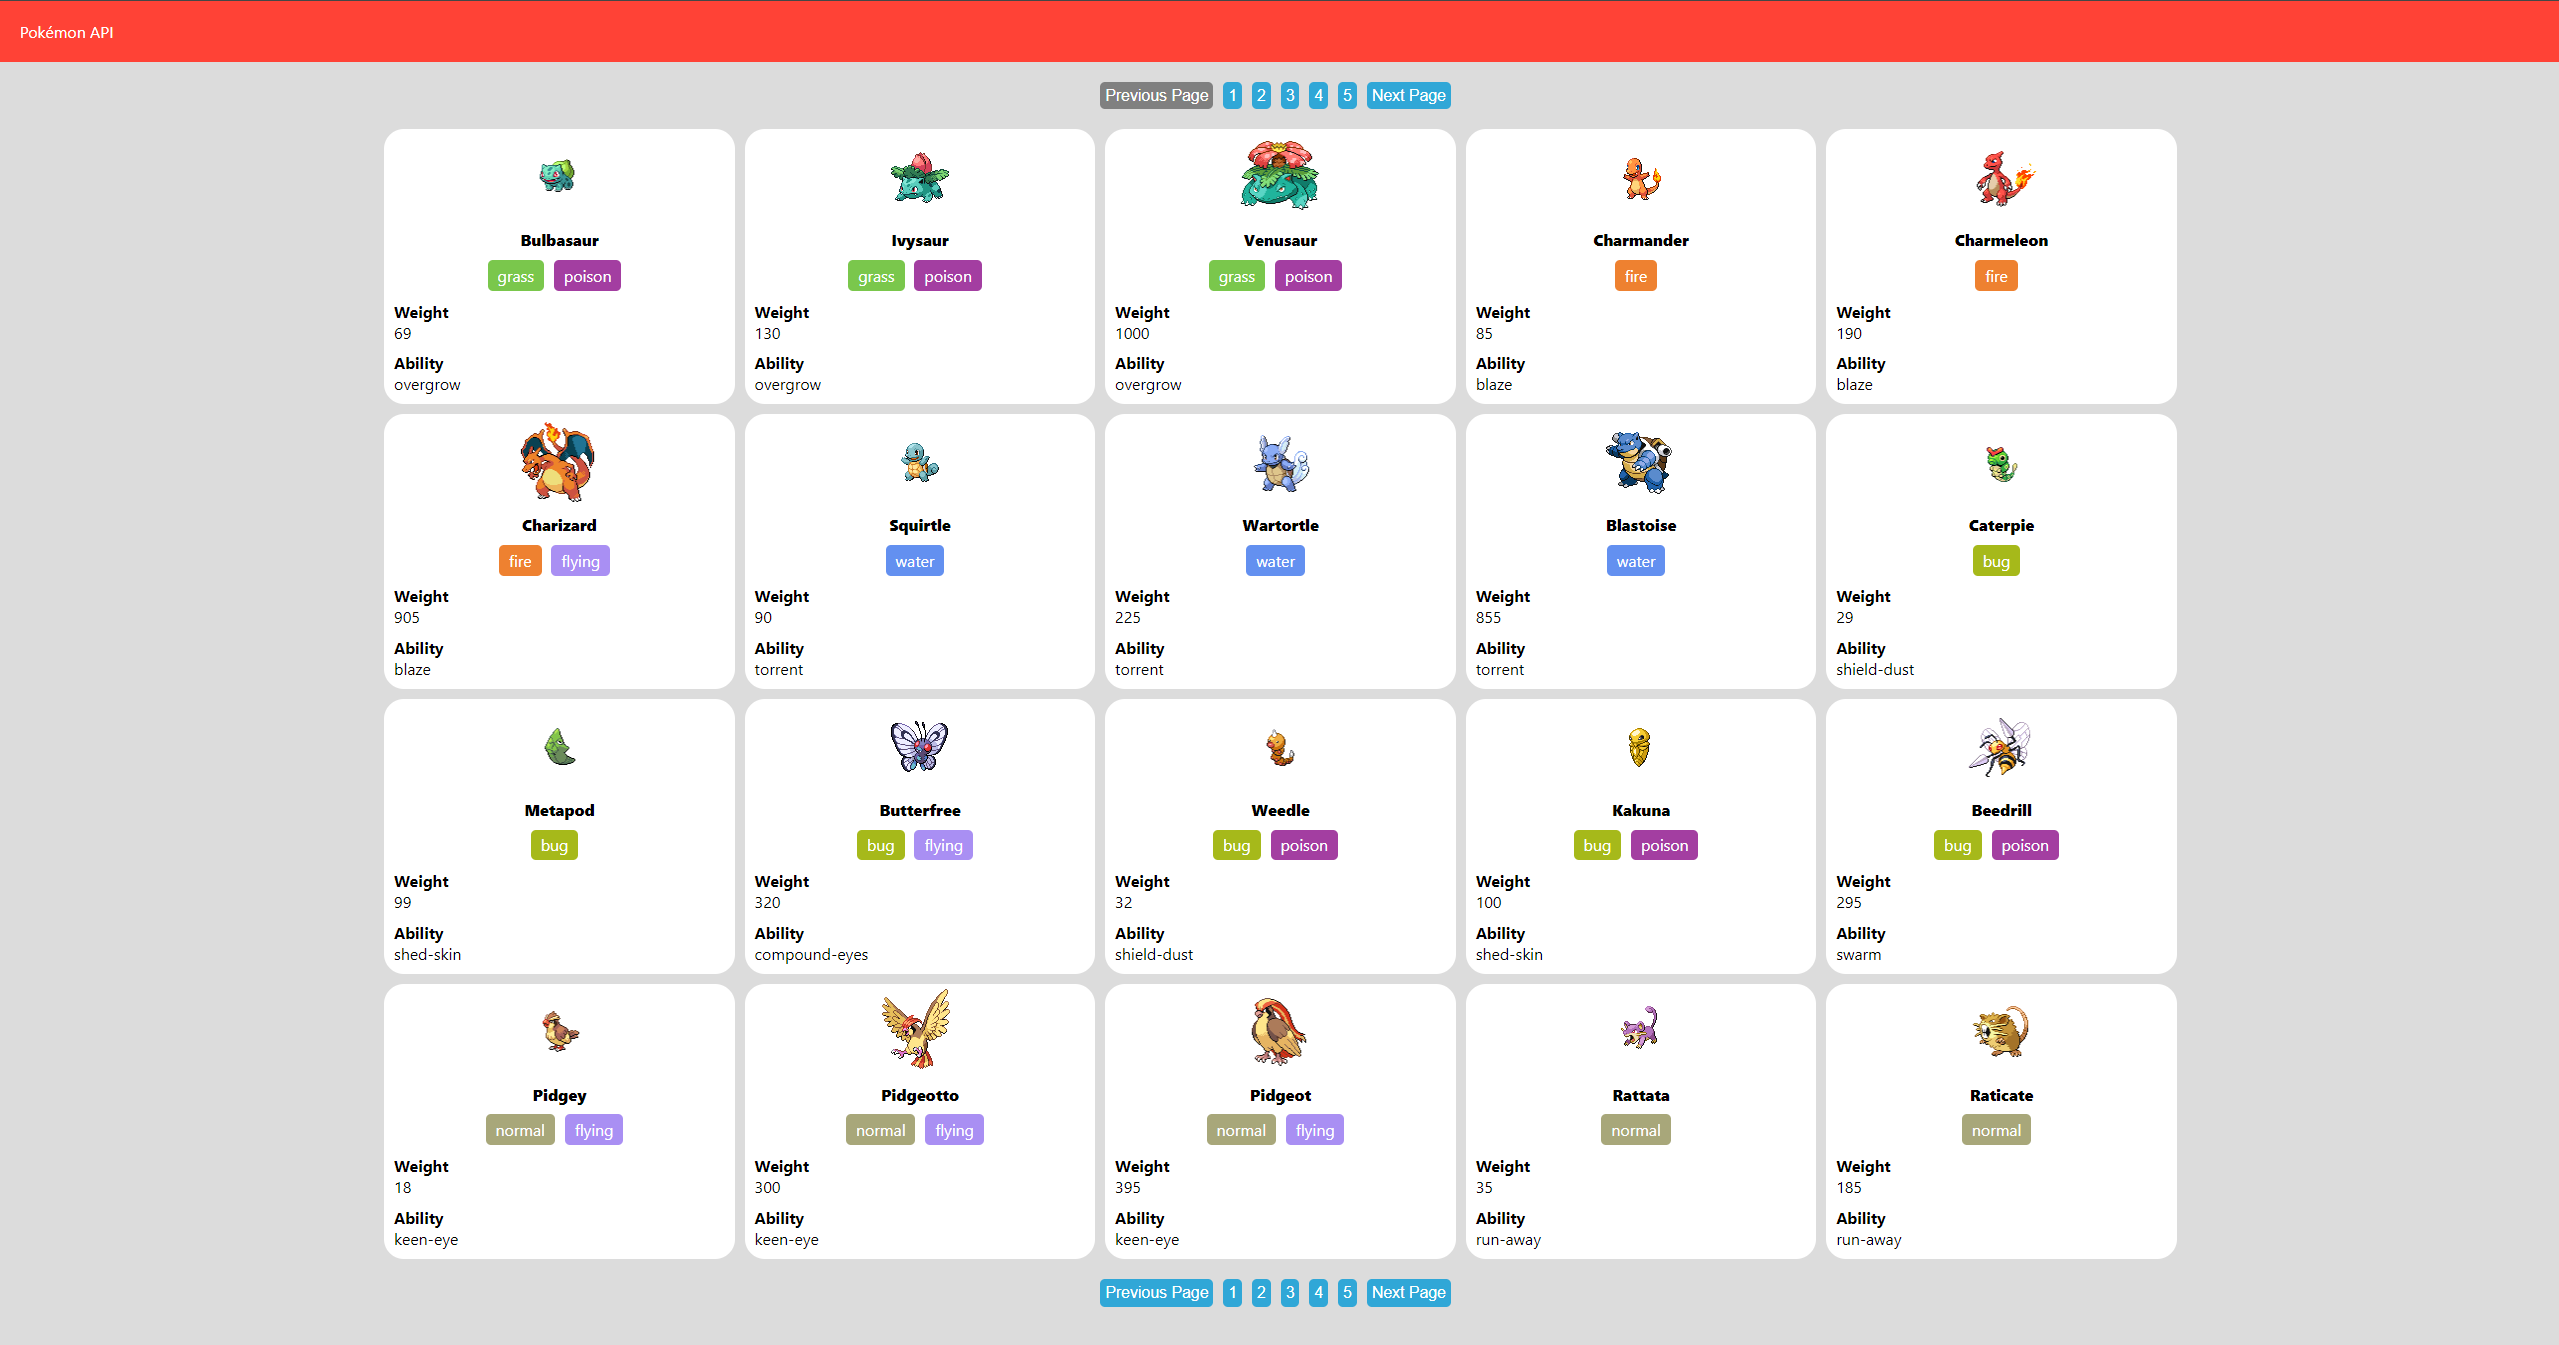 Pokémon API
Previous Page 1 2 3 4 5 Next Page
Bulbasaur
grass poison
Weight
69
Ability
overgrow
Ivysaur
grass poison
Weight
130
Ability
overgrow
Venusaur
grass poison
Weight
1000
Ability
overgrow
Charmander
fire
Weight
85
Ability
blaze
Charmeleon
fire
Weight
190
Ability
blaze
Charizard
fire flying
Weight
905
Ability
blaze
Squirtle
water
Weight
90
Ability
torrent
Wartortle
water
Weight
225
Ability
torrent
Blastoise
water
Weight
855
Ability
torrent
Caterpie
bug
Weight
29
Ability
shield-dust
Metapod
bug
Weight
99
Ability
shed-skin
Butterfree
bug flying
Weight
320
Ability
compound-eyes
Weedle
bug poison
Weight
32
Ability
shield-dust
Kakuna
bug poison
Weight
100
Ability
shed-skin
Beedrill
bug poison
Weight
295
Ability
swarm
Pidgey
normal flying
Weight
18
Ability
keen-eye
Pidgeotto
normal flying
Weight
300
Ability
keen-eye
Pidgeot
normal flying
Weight
395
Ability
keen-eye
Rattata
normal
Weight
35
Ability
run-away
Raticate
normal
Weight
185
Ability
run-away
Previous Page 1 2 3 4 5 Next Page